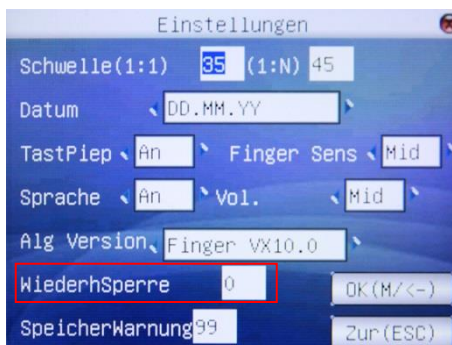 Einstellungen
Schwelle(1:1) 35 (1:N) 45
Datum DD.MM.YY
TastPiep An Finger Sens Mid
Sprache An Vol. Mid
Alg Version Finger VX10.0
WiederhSperre 0 OK(M/<-)
SpeicherWarnung 99 Zur(ESC)